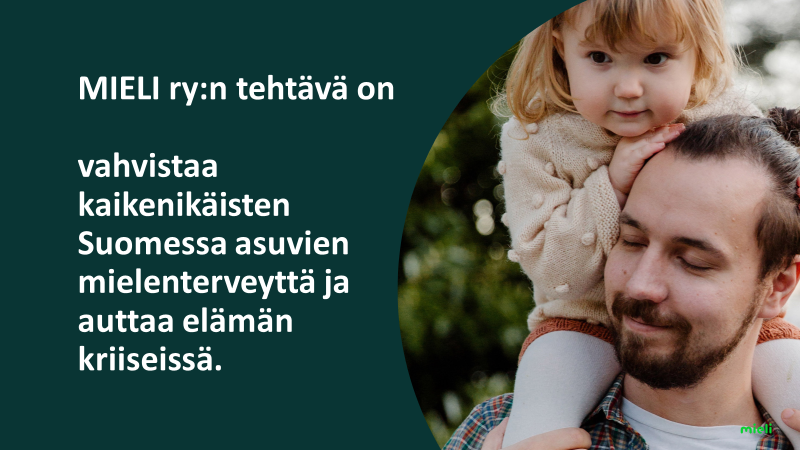 MIELI ry:n tehtävä on
vahvistaa
kaikenikäisten
Suomessa asuvien
mielenterveyttä ja
auttaa elämän
kriiseissä.
mieli